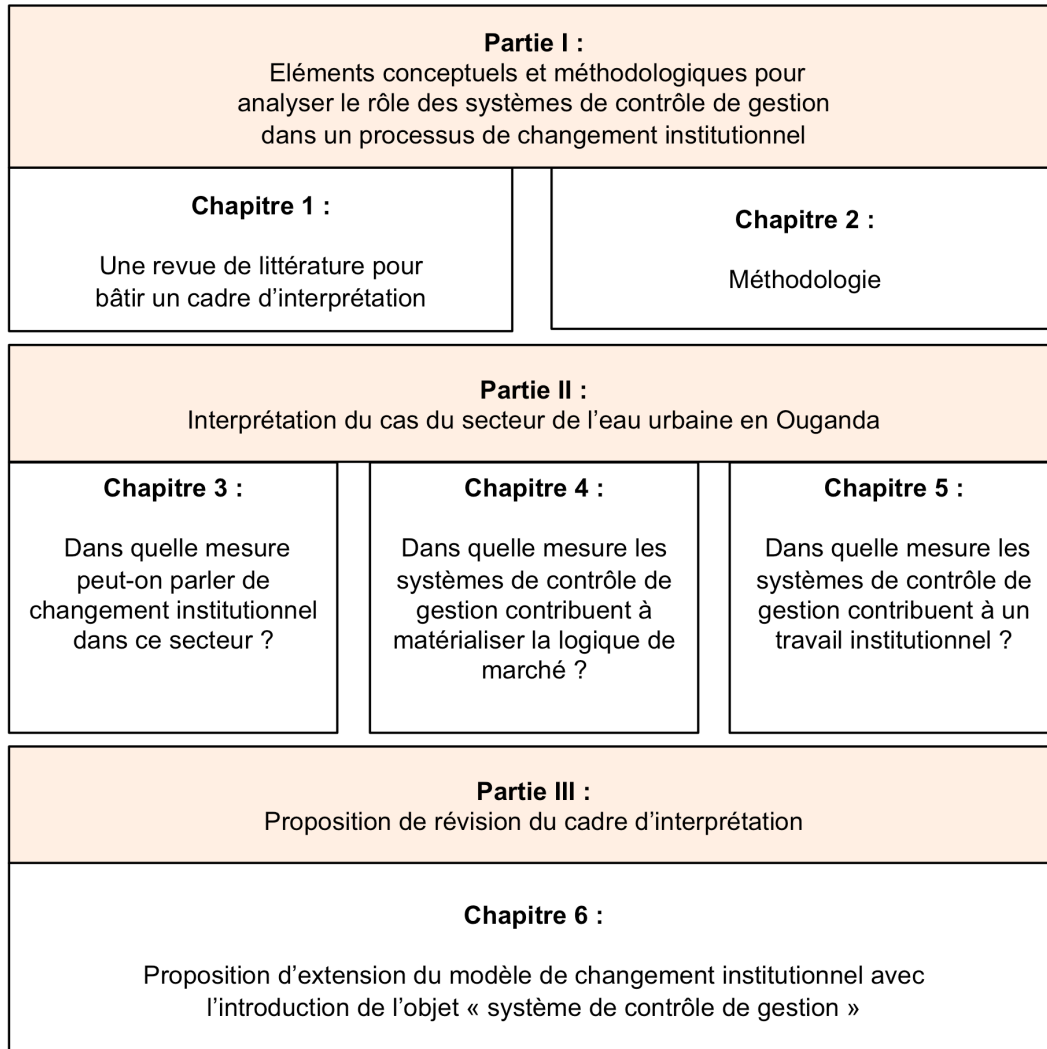 Partie I :
Eléments conceptuels et méthodologiques pour
analyser le rôle des systèmes de contrôle de gestion
dans un processus de changement institutionnel
Chapitre 1 :
Une revue de littérature pour
bâtir un cadre d’interprétation
Chapitre 2 :
Méthodologie
Partie II :
Interprétation du cas du secteur de l’eau urbaine en Ouganda
Chapitre 3 :
Dans quelle mesure
peut-on parler de
changement institutionnel
dans ce secteur ?
Chapitre 4 :
Dans quelle mesure les
systèmes de contrôle de
gestion contribuent à
matérialiser la logique de
marché ?
Chapitre 5 :
Dans quelle mesure les
systèmes de contrôle de
gestion contribuent à un
travail institutionnel ?
Partie III :
Proposition de révision du cadre d’interprétation
Chapitre 6 :
Proposition d’extension du modèle de changement institutionnel avec
l’introduction de l’objet « système de contrôle de gestion »